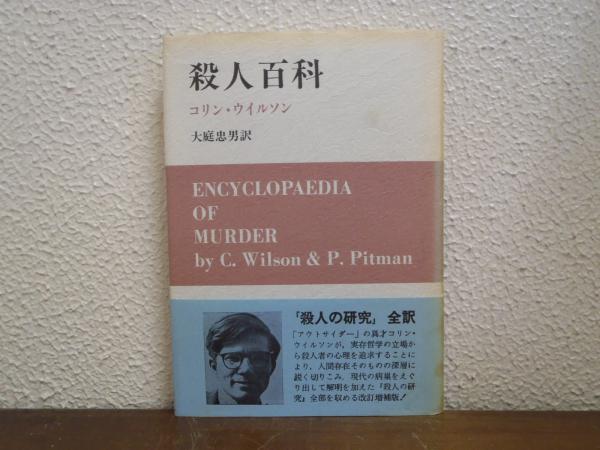 殺人百科
コリン・ウイルソン
大庭忠男訳
ENCYCLOPAEDIA
OF
MURDER
by C. Wilson & P. Pitman
「殺人の研究」 全訳
「アウトサイダー」の異才コリン・
ウイルソンが，実存哲学の立場か
ら殺人者の心理を追求することに
より，人間存在そのものの深層に
鋭く切りこみ，現代の病巣をえぐ
り出して解明を加えた『殺人の研
究』全部を収める改訂増補版！